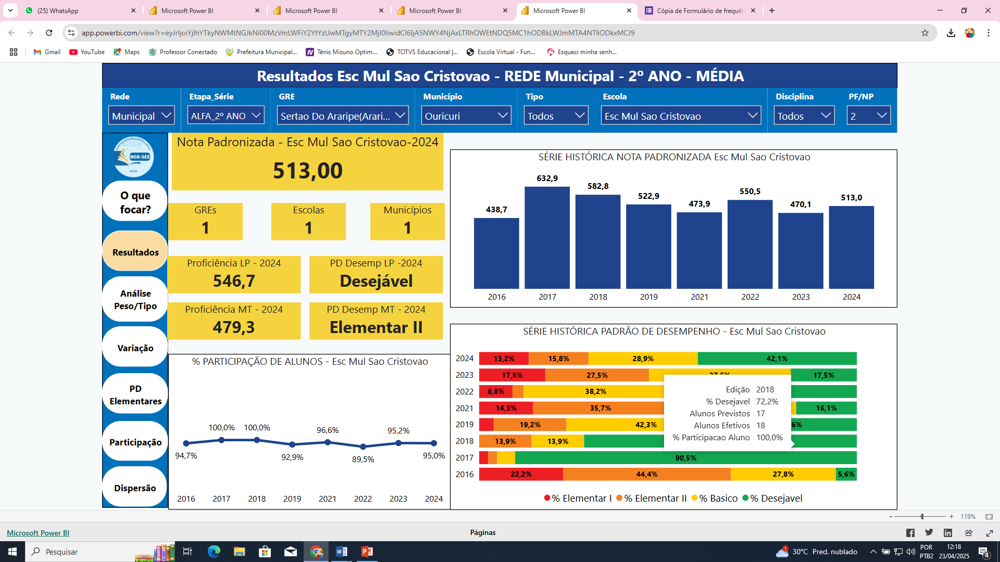 (25) WhatsApp
Microsoft Power BI
Microsoft Power BI
Microsoft Power BI
Microsoft Power BI
Cópia de Formulário de frequên
Gmail
YouTube
Maps
Professor Conectado
Prefeitura Municipal...
Tênis Mizuno Optim...
TOTVS Educacional |...
Escola Virtual - Fun...
Esqueci minha senh...
Resultados Esc Mul Sao Cristovao - REDE Municipal - 2º ANO - MÉDIA
Rede
Etapa_Série
GRE
Município
Tipo
Escola
Disciplina
PF/NP
Municipal
ALFA_2º ANO
Sertao Do Araripe(Arari...
Ouricuri
Todos
Esc Mul Sao Cristovao
Todos
2
NGR-SEE
SEGPR
O que
focar?
Resultados
Análise
Peso/Tipo
Variação
PD
Elementares
Participação
Dispersão
Nota Padronizada - Esc Mul Sao Cristovao-2024
513,00
GREs
1
Escolas
1
Municípios
1
Proficiência LP - 2024
546,7
PD Desemp LP -2024
Desejável
Proficiência MT - 2024
479,3
PD Desemp MT - 2024
Elementar II
% PARTICIPAÇÃO DE ALUNOS - Esc Mul Sao Cristovao
94,7%
100,0%
100,0%
92,9%
96,6%
89,5%
95,2%
95,0%
2016 2017 2018 2019 2021 2022 2023 2024
SÉRIE HISTÓRICA NOTA PADRONIZADA Esc Mul Sao Cristovao
438,7
632,9
582,8
522,9
473,9
550,5
470,1
513,0
2016 2017 2018 2019 2021 2022 2023 2024
SÉRIE HISTÓRICA PADRÃO DE DESEMPENHO - Esc Mul Sao Cristovao
2024 13,2% 15,8% 28,9% 42,1%
2023 17,5% 27,5% 37,5% 17,5%
2022 8,8% 38,2%
2021 14,3% 35,7% 16,1%
2019 19,2% 42,3% 6%
2018 13,9% 13,9%
2017 90,5%
2016 22,2% 44,4% 27,8% 5,6%
Edição 2018
% Desejavel 72,2%
Alunos Previstos 17
Alunos Efetivos 18
% Participacao Aluno 100,0%
% Elementar I % Elementar II % Basico % Desejavel
- + 119%
Microsoft Power BI
Páginas
Pesquisar
1
30°C Pred. nublado
POR
PTB2
12:18
23/04/2025
4